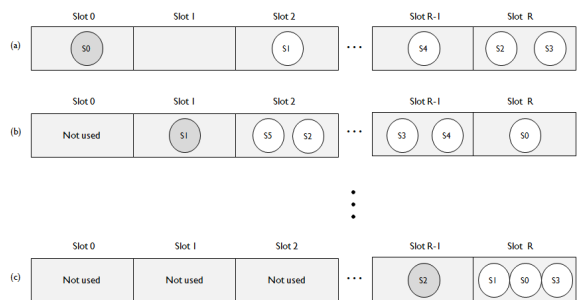 Slot 0 Slot 1 Slot 2 Slot R-1 Slot R
(a) S0 S1 ... S4 S2 S3
Slot 0 Slot 1 Slot 2 Slot R-1 Slot R
(b) Not used S1 S5 S2 ... S3 S4 S0
Slot 0 Slot 1 Slot 2 Slot R-1 Slot R
(c) Not used Not used Not used ... S2 S1 S0 S3